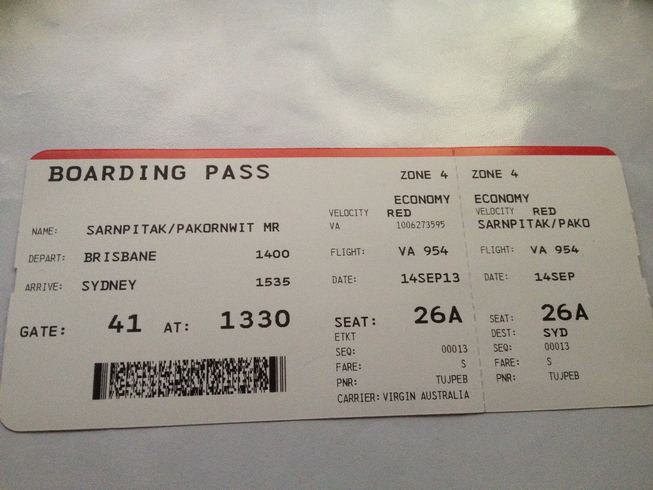 BOARDING PASS
ZONE 4
ECONOMY
VELOCITY RED
VA 1006273595
NAME: SARNPITAK/PAKORNWIT MR
DEPART: BRISBANE 1400
FLIGHT: VA 954
ARRIVE: SYDNEY 1535
DATE: 14SEP13
GATE: 41 AT: 1330
SEAT: 26A
ETKT
SEQ: 00013
FARE: S
PNR: TUJPEB
CARRIER: VIRGIN AUSTRALIA
ZONE 4
ECONOMY
VELOCITY RED
SARNPITAK/PAKO
FLIGHT: VA 954
DATE: 14SEP
SEAT: 26A
DEST: SYD
SEQ: 00013
FARE: S
PNR: TUJPEB